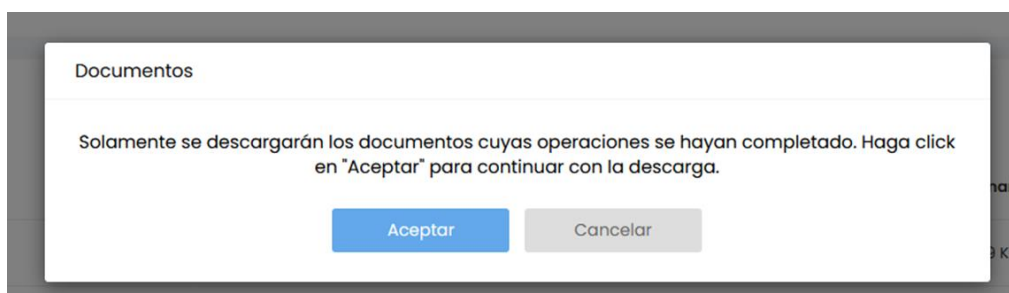 Documentos
Solamente se descargarán los documentos cuyas operaciones se hayan completado. Haga click
en "Aceptar" para continuar con la descarga.
Aceptar
Cancelar